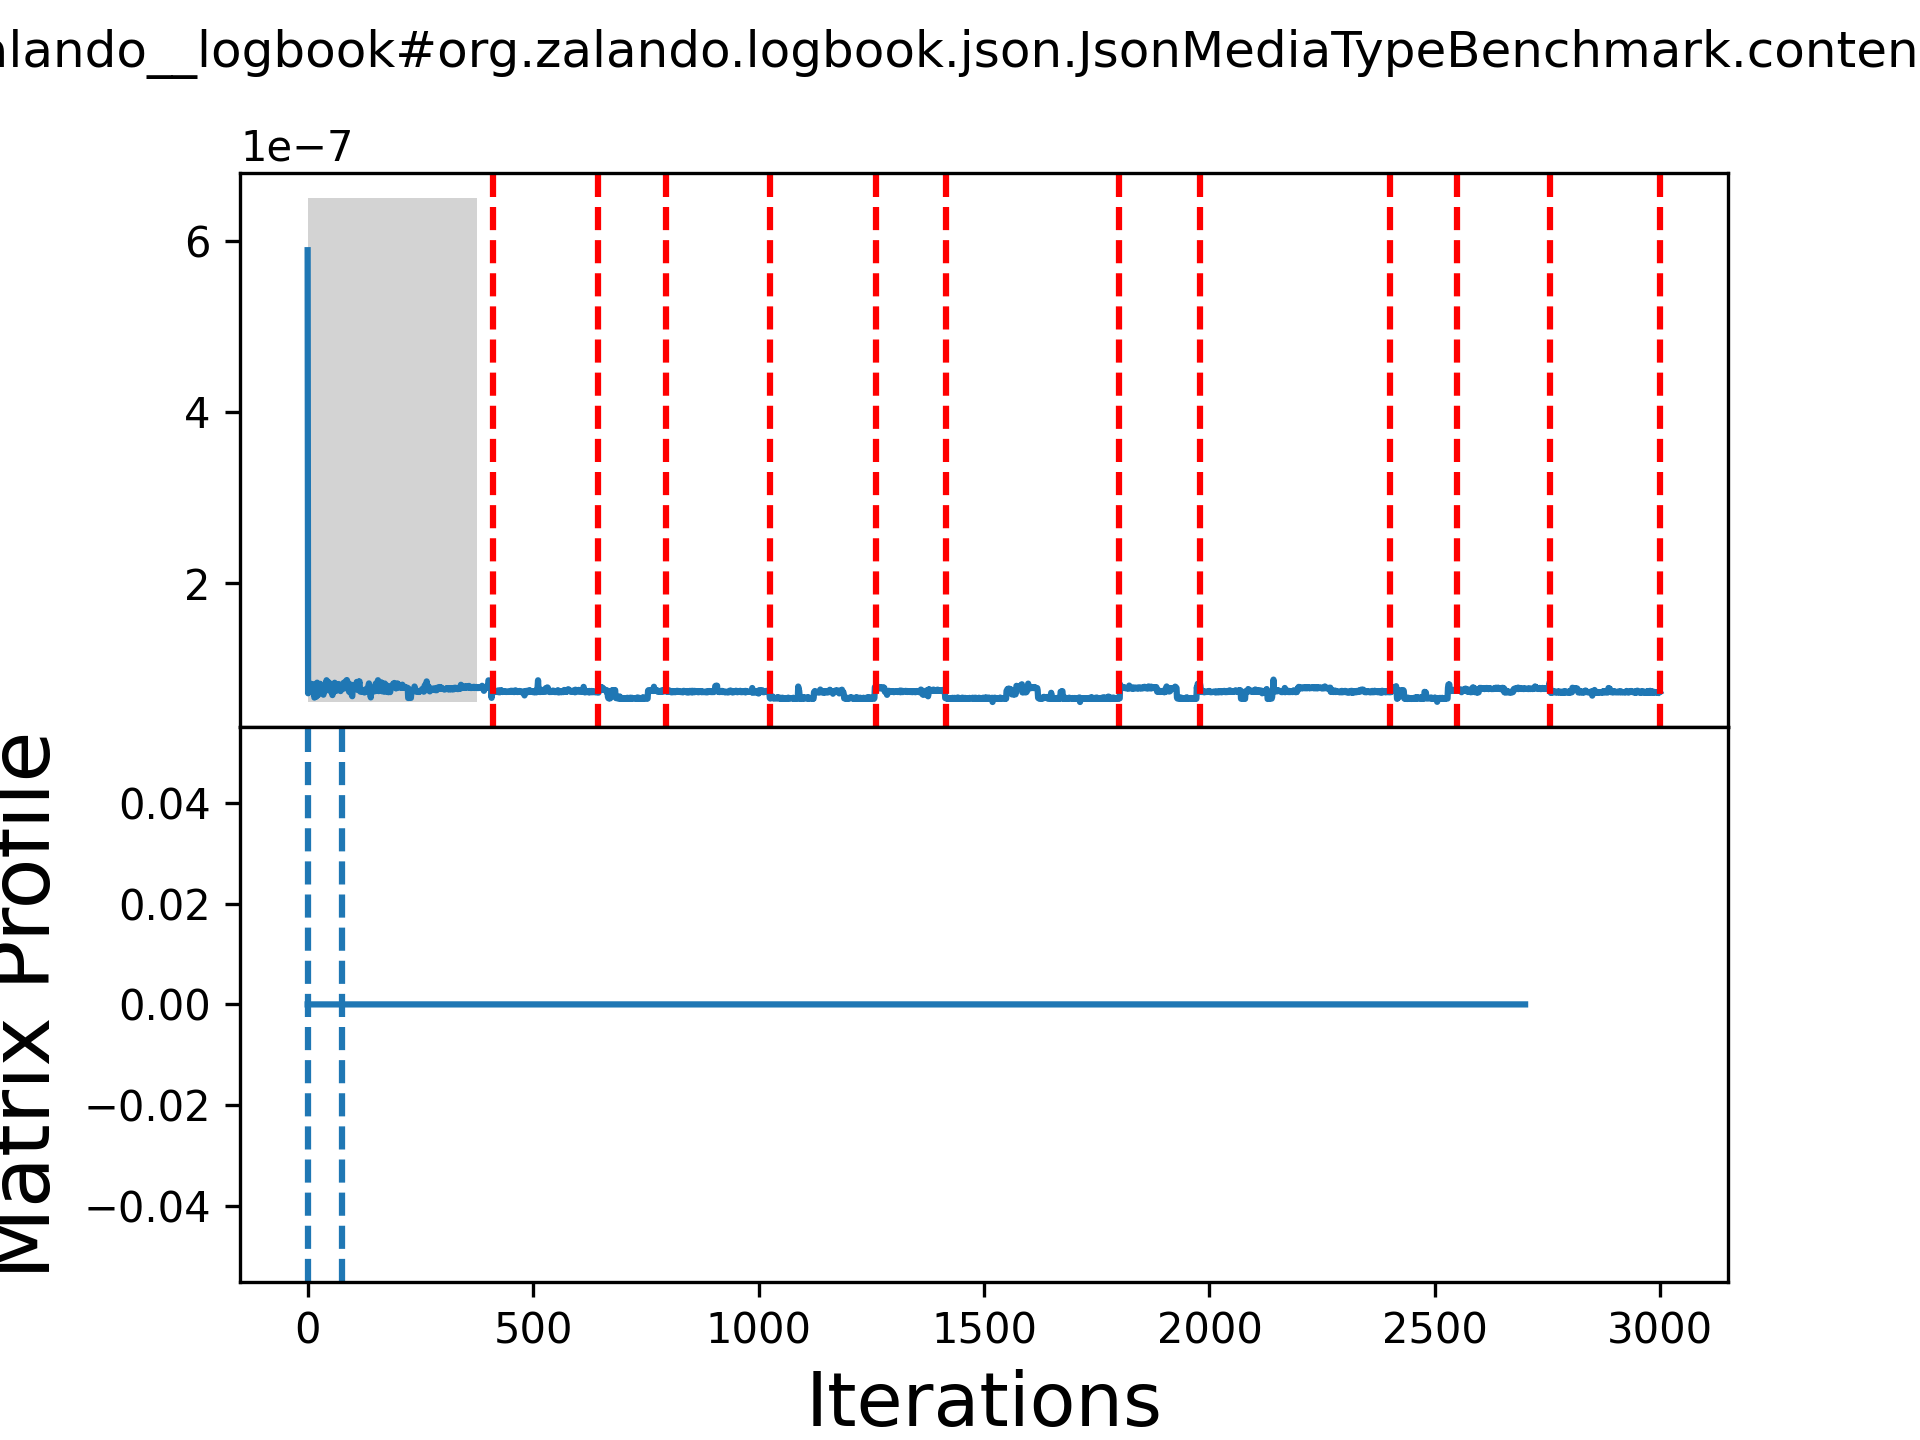 alando__logbook#org.zalando.logbook.json.JsonMediaTypeBenchmark.conten
1e−7
6
4
2
Matrix Profile
0.04
0.02
0.00
−0.02
−0.04
0 500 1000 1500 2000 2500 3000
Iterations